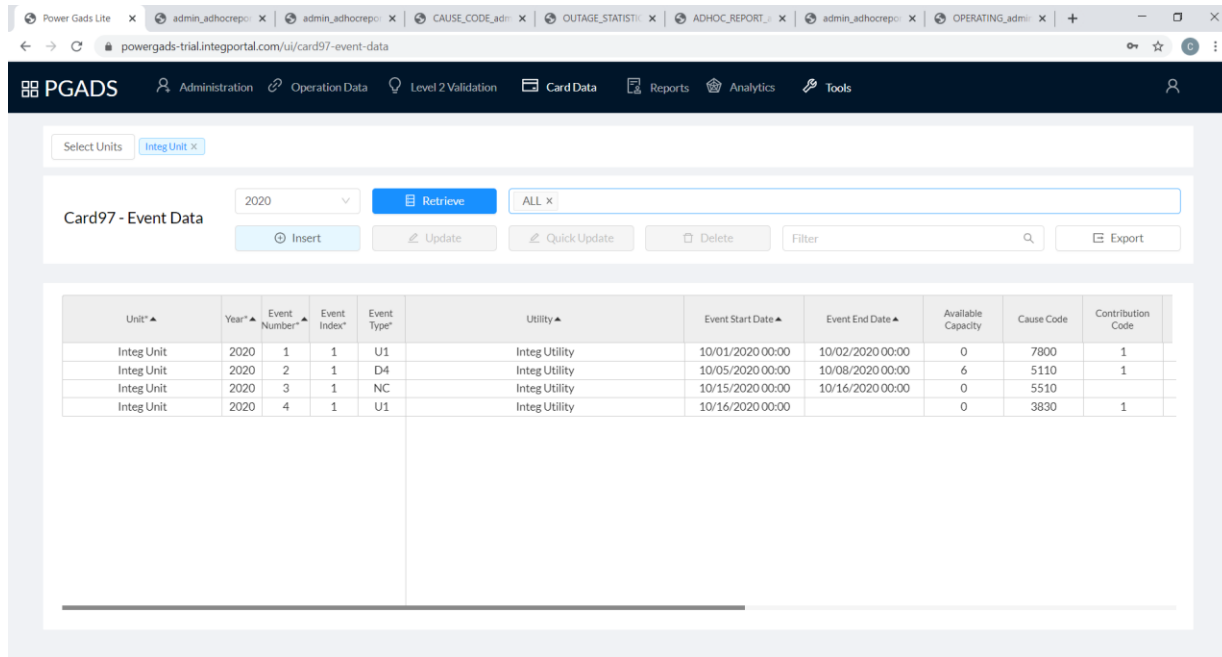 Power Gads Lite
admin_adhocrepor
admin_adhocrepor
CAUSE_CODE_adm
OUTAGE_STATISTIC
ADHOC_REPORT_a
admin_adhocrepor
OPERATING_admin
powergads-trial.integportal.com/ui/card97-event-data
C
PGADS Administration Operation Data Level 2 Validation Card Data Reports Analytics Tools
Select Units Integ Unit ×
2020 Retrieve ALL ×
Card97 - Event Data
Insert Update Quick Update Delete Filter Export
Unit* Year* Event Number* Event Index* Event Type* Utility Event Start Date Event End Date Available Capacity Cause Code Contribution Code
Integ Unit 2020 1 1 U1 Integ Utility 10/01/2020 00:00 10/02/2020 00:00 0 7800 1
Integ Unit 2020 2 1 D4 Integ Utility 10/05/2020 00:00 10/08/2020 00:00 6 5110 1
Integ Unit 2020 3 1 NC Integ Utility 10/15/2020 00:00 10/16/2020 00:00 0 5510
Integ Unit 2020 4 1 U1 Integ Utility 10/16/2020 00:00 0 3830 1